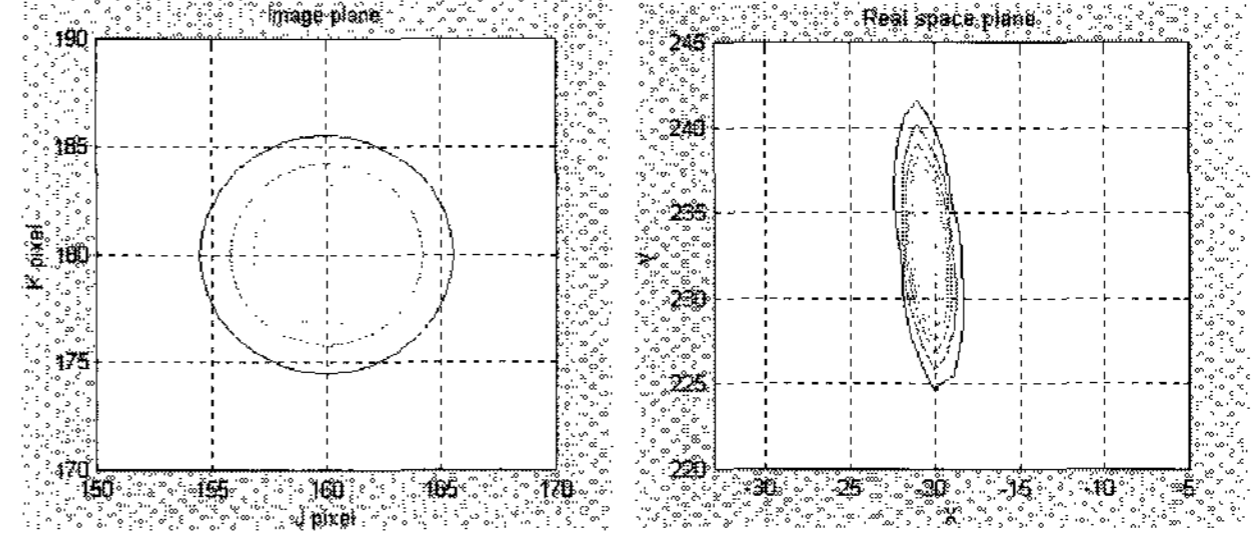 Image plane
190
185
180
175
170
K pixel
150 155 160 165 170
J pixel
Real space plane
245
240
235
230
225
220
Y
-30 -25 -20 -15 -10 -5
X